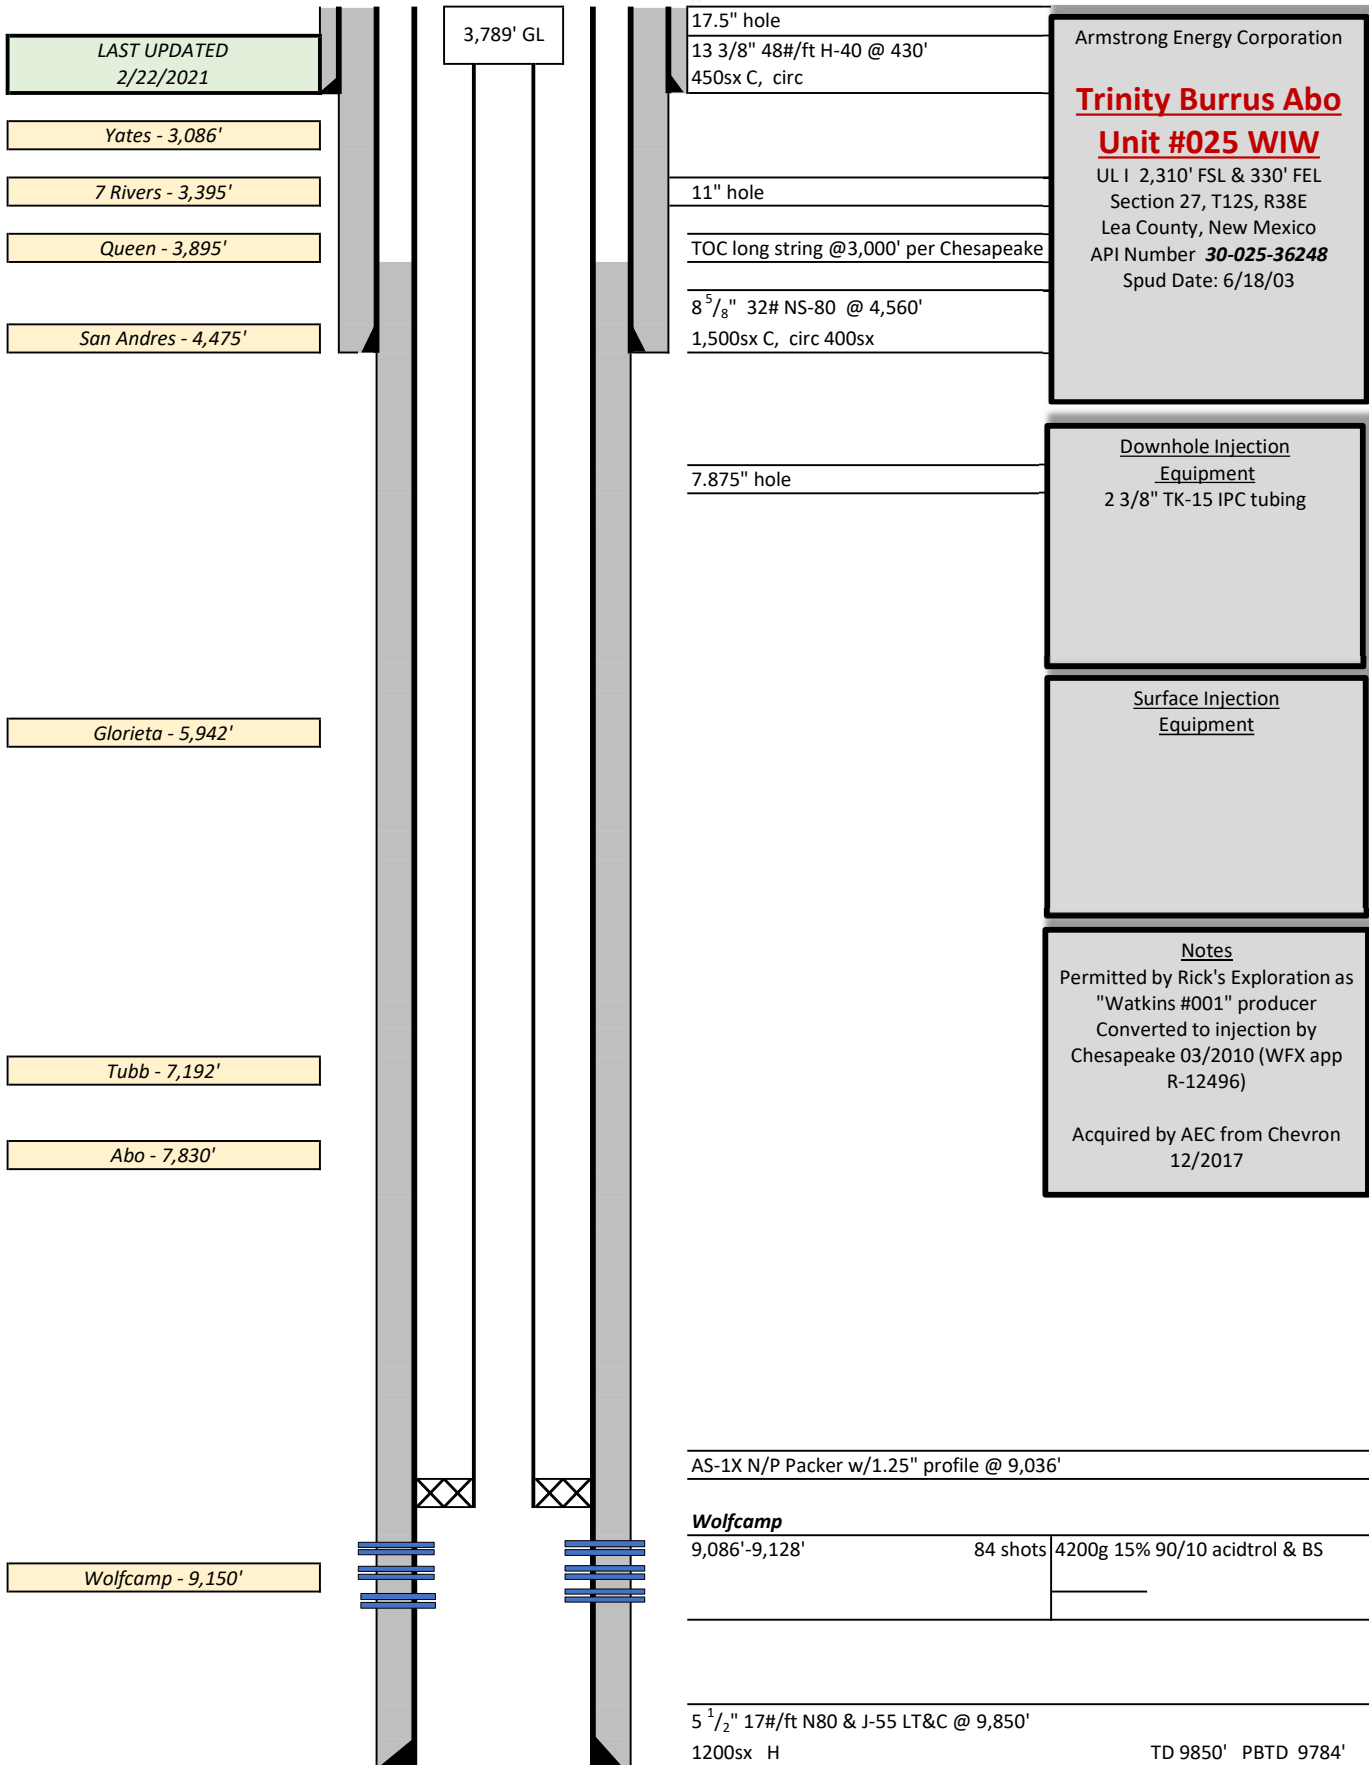 LAST UPDATED
2/22/2021
Yates - 3,086'
7 Rivers - 3,395'
Queen - 3,895'
San Andres - 4,475'
Glorieta - 5,942'
Tubb - 7,192'
Abo - 7,830'
Wolfcamp - 9,150'
3,789' GL
17.5" hole
13 3/8" 48#/ft H-40 @ 430'
450sx C, circ
11" hole
TOC long string @3,000' per Chesapeake
8 5/8" 32# NS-80 @ 4,560'
1,500sx C, circ 400sx
7.875" hole
AS-1X N/P Packer w/1.25" profile @ 9,036'
Wolfcamp
9,086'-9,128' 84 shots 4200g 15% 90/10 acidtrol & BS
5 1/2" 17#/ft N80 & J-55 LT&C @ 9,850'
1200sx H TD 9850' PBTD 9784'
Armstrong Energy Corporation
Trinity Burrus Abo
Unit #025 WIW
UL I 2,310' FSL & 330' FEL
Section 27, T12S, R38E
Lea County, New Mexico
API Number 30-025-36248
Spud Date: 6/18/03
Downhole Injection
Equipment
2 3/8" TK-15 IPC tubing
Surface Injection
Equipment
Notes
Permitted by Rick's Exploration as
"Watkins #001" producer
Converted to injection by
Chesapeake 03/2010 (WFX app
R-12496)
Acquired by AEC from Chevron
12/2017